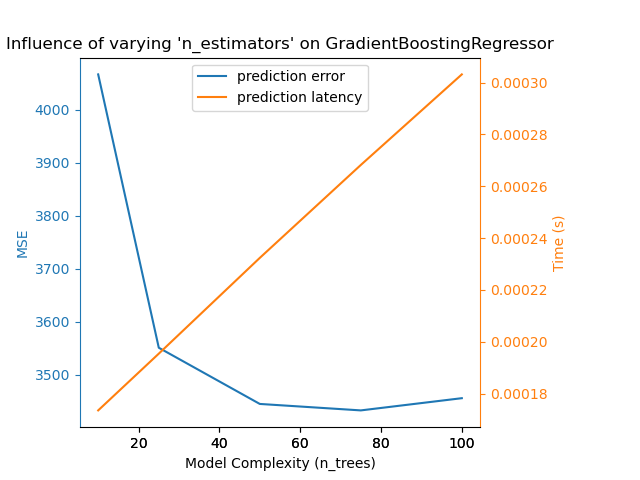 Influence of varying 'n_estimators' on GradientBoostingRegressor
prediction error
prediction latency
4000
3900
3800
3700
3600
3500
MSE
0.00030
0.00028
0.00026
0.00024
0.00022
0.00020
0.00018
Time (s)
20 40 60 80 100
Model Complexity (n_trees)